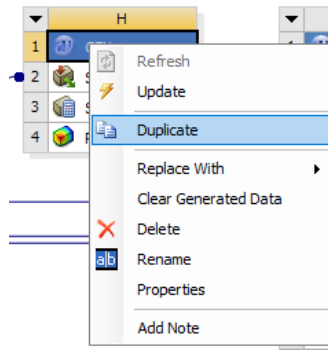 H
1
2
3
4
Refresh
Update
Duplicate
Replace With
Clear Generated Data
Delete
a|b Rename
Properties
Add Note